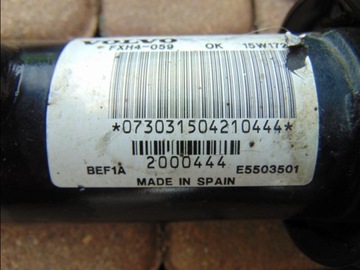 VOLVO
* FXH4-059 OK 15W172
*073031504210444*
2000444
BEF1A E5503501
MADE IN SPAIN